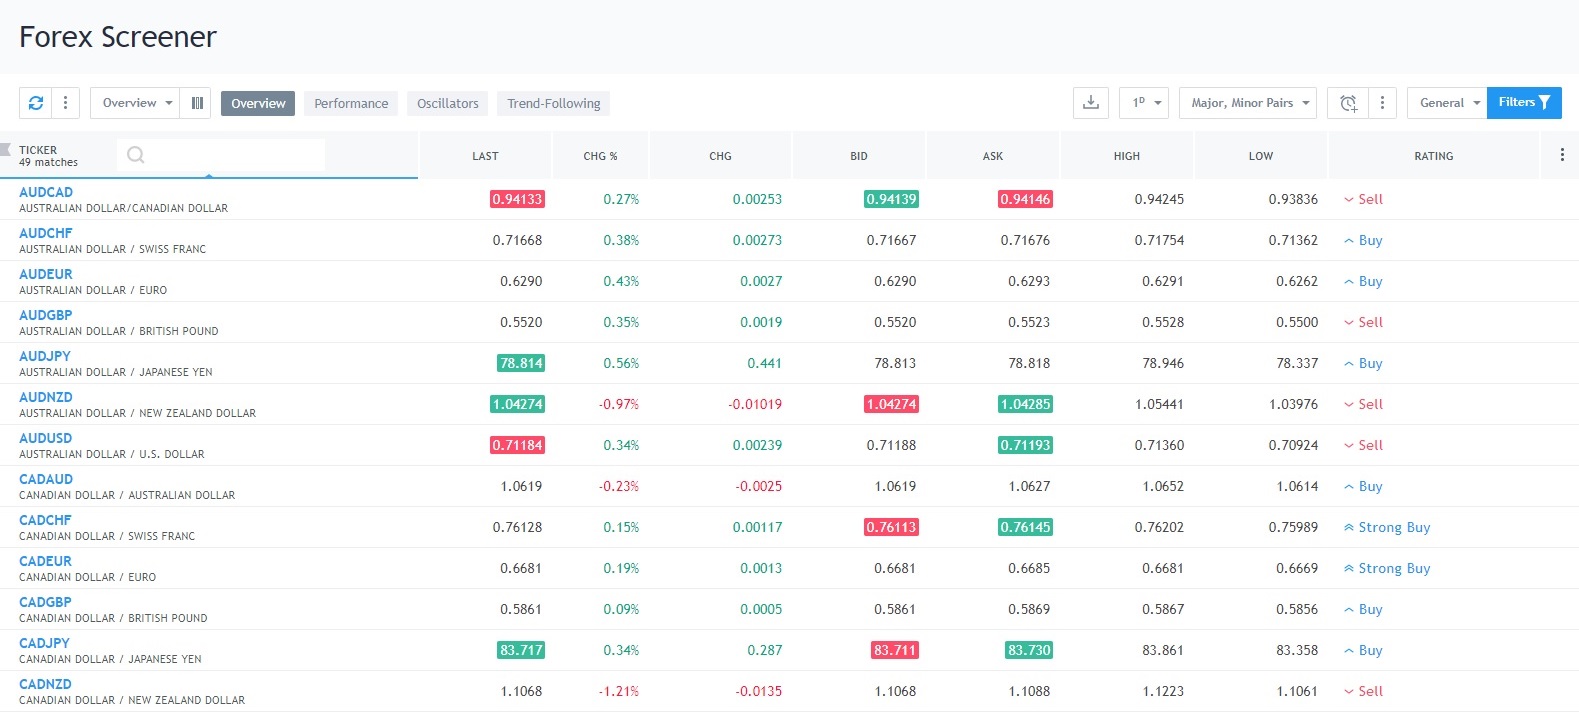 Forex Screener
Overview Overview Performance Oscillators Trend-Following 1D Major, Minor Pairs General Filters
TICKER LAST CHG % CHG BID ASK HIGH LOW RATING
49 matches
AUDCAD
AUSTRALIAN DOLLAR/CANADIAN DOLLAR
0.94133 0.27% 0.00253 0.94139 0.94146 0.94245 0.93836 Sell
AUDCHF
AUSTRALIAN DOLLAR / SWISS FRANC
0.71668 0.38% 0.00273 0.71667 0.71676 0.71754 0.71362 Buy
AUDEUR
AUSTRALIAN DOLLAR / EURO
0.6290 0.43% 0.0027 0.6290 0.6293 0.6291 0.6262 Buy
AUDGBP
AUSTRALIAN DOLLAR / BRITISH POUND
0.5520 0.35% 0.0019 0.5520 0.5523 0.5528 0.5500 Sell
AUDJPY
AUSTRALIAN DOLLAR / JAPANESE YEN
78.814 0.56% 0.441 78.813 78.818 78.946 78.337 Buy
AUDNZD
AUSTRALIAN DOLLAR / NEW ZEALAND DOLLAR
1.04274 -0.97% -0.01019 1.04274 1.04285 1.05441 1.03976 Sell
AUDUSD
AUSTRALIAN DOLLAR / U.S. DOLLAR
0.71184 0.34% 0.00239 0.71188 0.71193 0.71360 0.70924 Sell
CADAUD
CANADIAN DOLLAR / AUSTRALIAN DOLLAR
1.0619 -0.23% -0.0025 1.0619 1.0627 1.0652 1.0614 Buy
CADCHF
CANADIAN DOLLAR / SWISS FRANC
0.76128 0.15% 0.00117 0.76113 0.76145 0.76202 0.75989 Strong Buy
CADEUR
CANADIAN DOLLAR / EURO
0.6681 0.19% 0.0013 0.6681 0.6685 0.6681 0.6669 Strong Buy
CADGBP
CANADIAN DOLLAR / BRITISH POUND
0.5861 0.09% 0.0005 0.5861 0.5869 0.5867 0.5856 Buy
CADJPY
CANADIAN DOLLAR / JAPANESE YEN
83.717 0.34% 0.287 83.711 83.730 83.861 83.358 Buy
CADNZD
CANADIAN DOLLAR / NEW ZEALAND DOLLAR
1.1068 -1.21% -0.0135 1.1068 1.1088 1.1223 1.1061 Sell